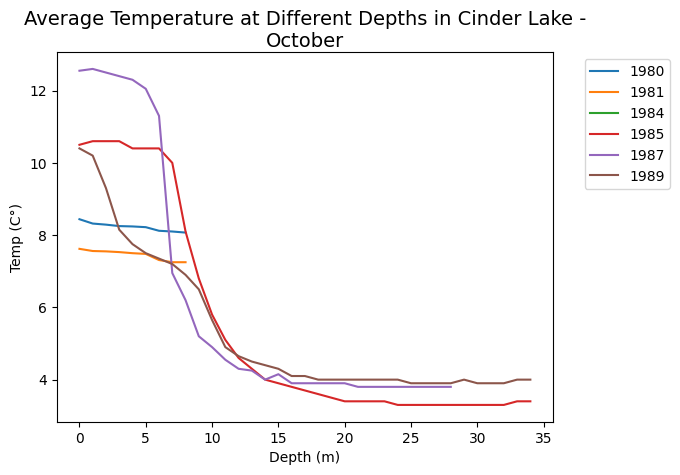 Average Temperature at Different Depths in Cinder Lake -
October
1980
1981
1984
1985
1987
1989
12
10
8
6
4
Temp (C°)
0 5 10 15 20 25 30 35
Depth (m)